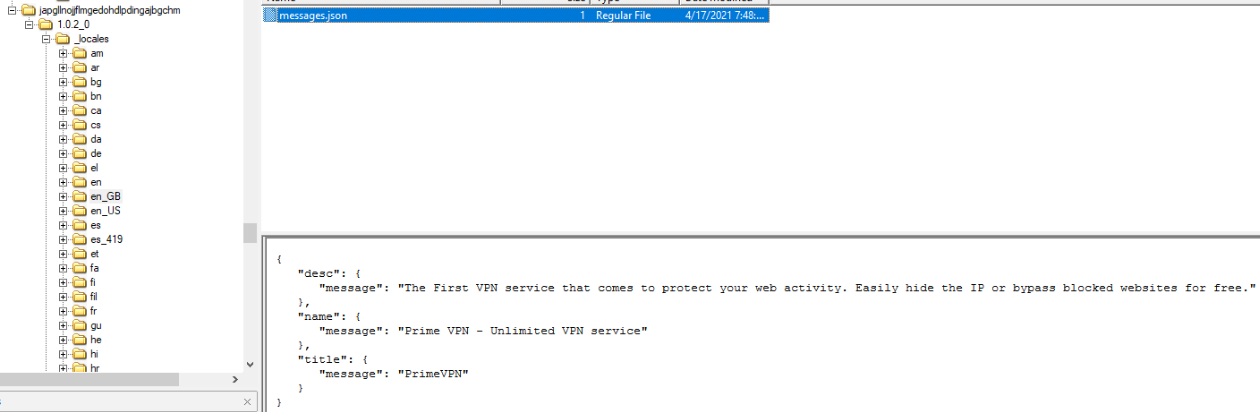 japgllnojjflmgedohdlpdingajbgchm
1.0.2_0
_locales
am
ar
bg
bn
ca
cs
da
de
el
en
en_GB
en_US
es
es_419
et
fa
fi
fil
fr
gu
he
hi
hr
Name Size Type Date Modified
messages.json 1 Regular File 4/17/2021 7:48:...
{
"desc": {
"message": "The First VPN service that comes to protect your web activity. Easily hide the IP or bypass blocked websites for free."
},
"name": {
"message": "Prime VPN - Unlimited VPN service"
},
"title": {
"message": "PrimeVPN"
}
}